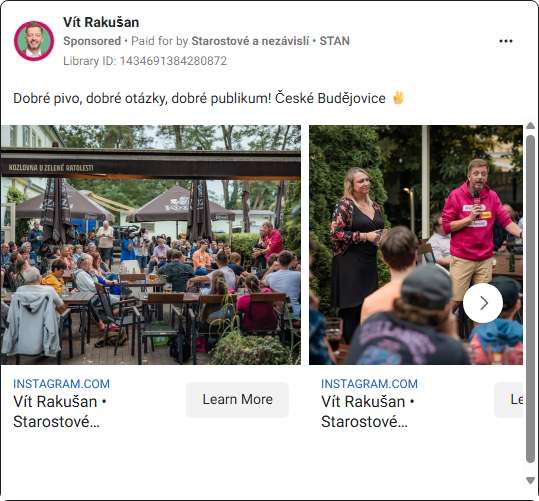 Vít Rakušan
Sponsored • Paid for by Starostové a nezávislí • STAN
Library ID: 1434691384280872
Dobré pivo, dobré otázky, dobré publikum! České Budějovice ✌
KOZLOVNA U ZELENÉ RATOLESTI
INSTAGRAM.COM
Vít Rakušan •
Starostové...
Learn More
INSTAGRAM.COM
Vít Rakušan •
Starostové...
Le